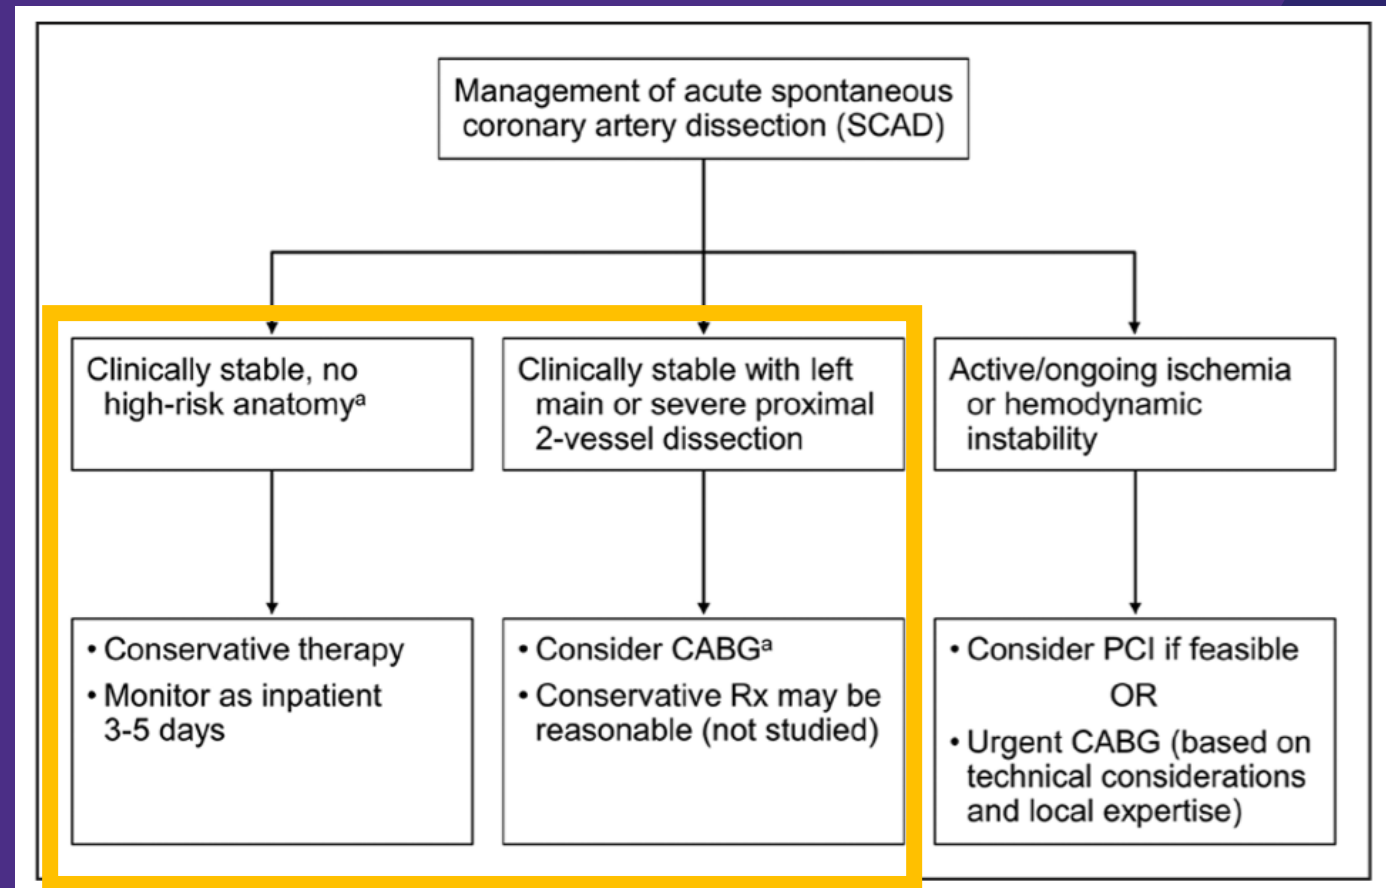 Management of acute spontaneous
coronary artery dissection (SCAD)
Clinically stable, no
high-risk anatomyᵃ
Clinically stable with left
main or severe proximal
2-vessel dissection
Active/ongoing ischemia
or hemodynamic
instability
• Conservative therapy
• Monitor as inpatient
3-5 days
• Consider CABGᵃ
• Conservative Rx may be
reasonable (not studied)
• Consider PCI if feasible
OR
• Urgent CABG (based on
technical considerations
and local expertise)